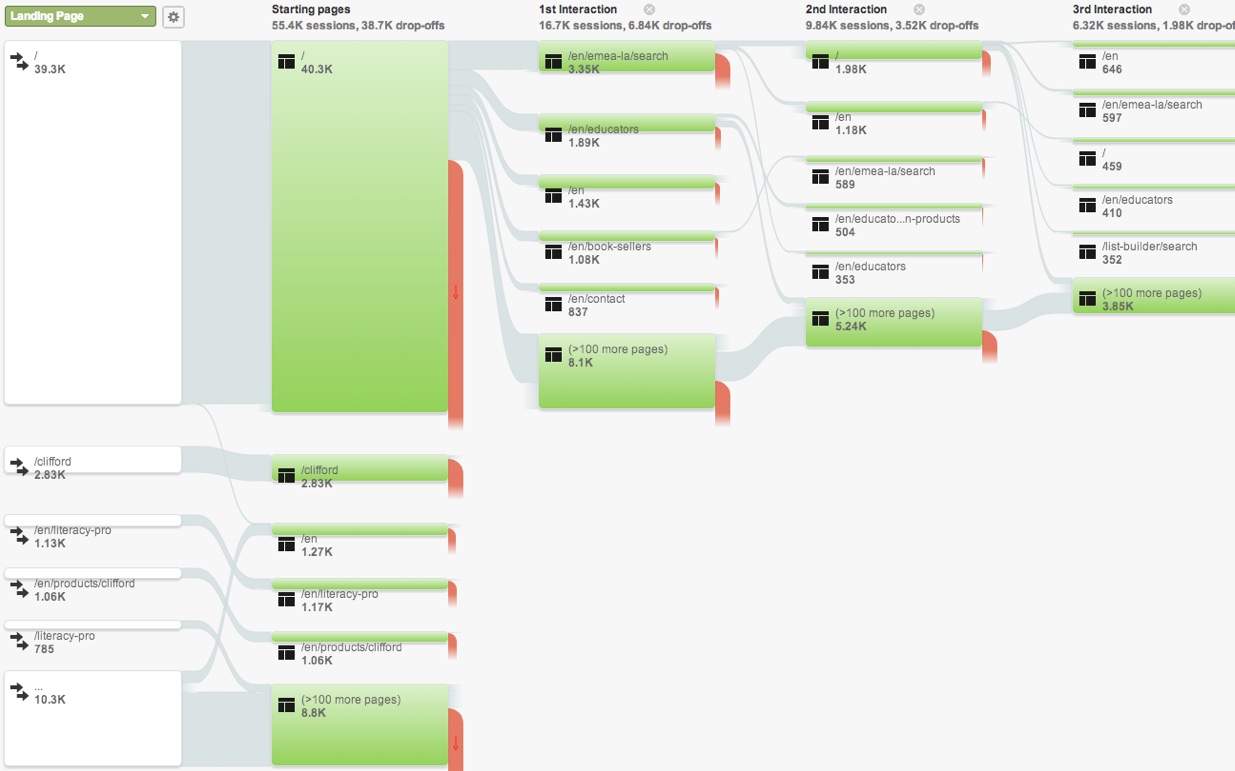 Landing Page
Starting pages
55.4K sessions, 38.7K drop-offs
1st Interaction
16.7K sessions, 6.84K drop-offs
2nd Interaction
9.84K sessions, 3.52K drop-offs
3rd Interaction
6.32K sessions, 1.98K drop-of
/
39.3K
/clifford
2.83K
/en/literacy-pro
1.13K
/en/products/clifford
1.06K
/literacy-pro
785
...
10.3K
/
40.3K
/clifford
2.83K
/en
1.27K
/en/literacy-pro
1.17K
/en/products/clifford
1.06K
(>100 more pages)
8.8K
/en/emea-la/search
3.35K
/en/educators
1.89K
/en
1.43K
/en/book-sellers
1.08K
/en/contact
837
(>100 more pages)
8.1K
/
1.98K
/en
1.18K
/en/emea-la/search
589
/en/educato...n-products
504
/en/educators
353
(>100 more pages)
5.24K
/en
646
/en/emea-la/search
597
/
459
/en/educators
410
/list-builder/search
352
(>100 more pages)
3.85K